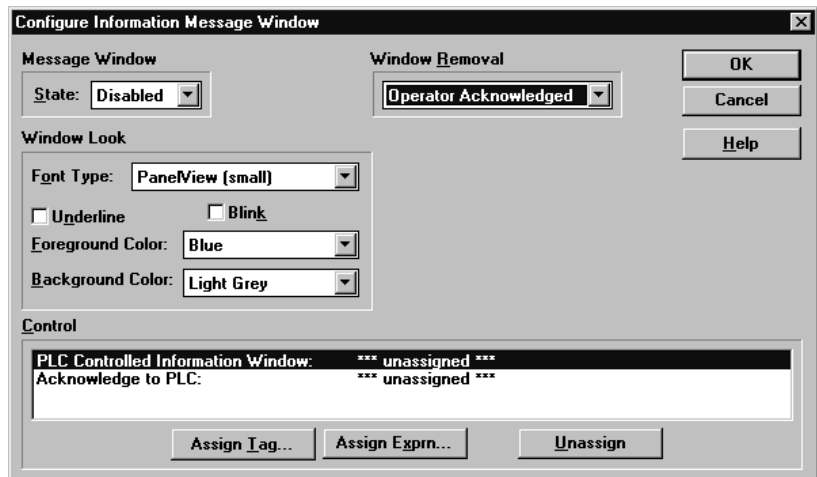 Configure Information Message Window
Message Window
State: Disabled
Window Removal
Operator Acknowledged
OK
Cancel
Help
Window Look
Font Type: PanelView (small)
Underline Blink
Foreground Color: Blue
Background Color: Light Grey
Control
PLC Controlled Information Window: *** unassigned ***
Acknowledge to PLC: *** unassigned ***
Assign Tag... Assign Exprn... Unassign